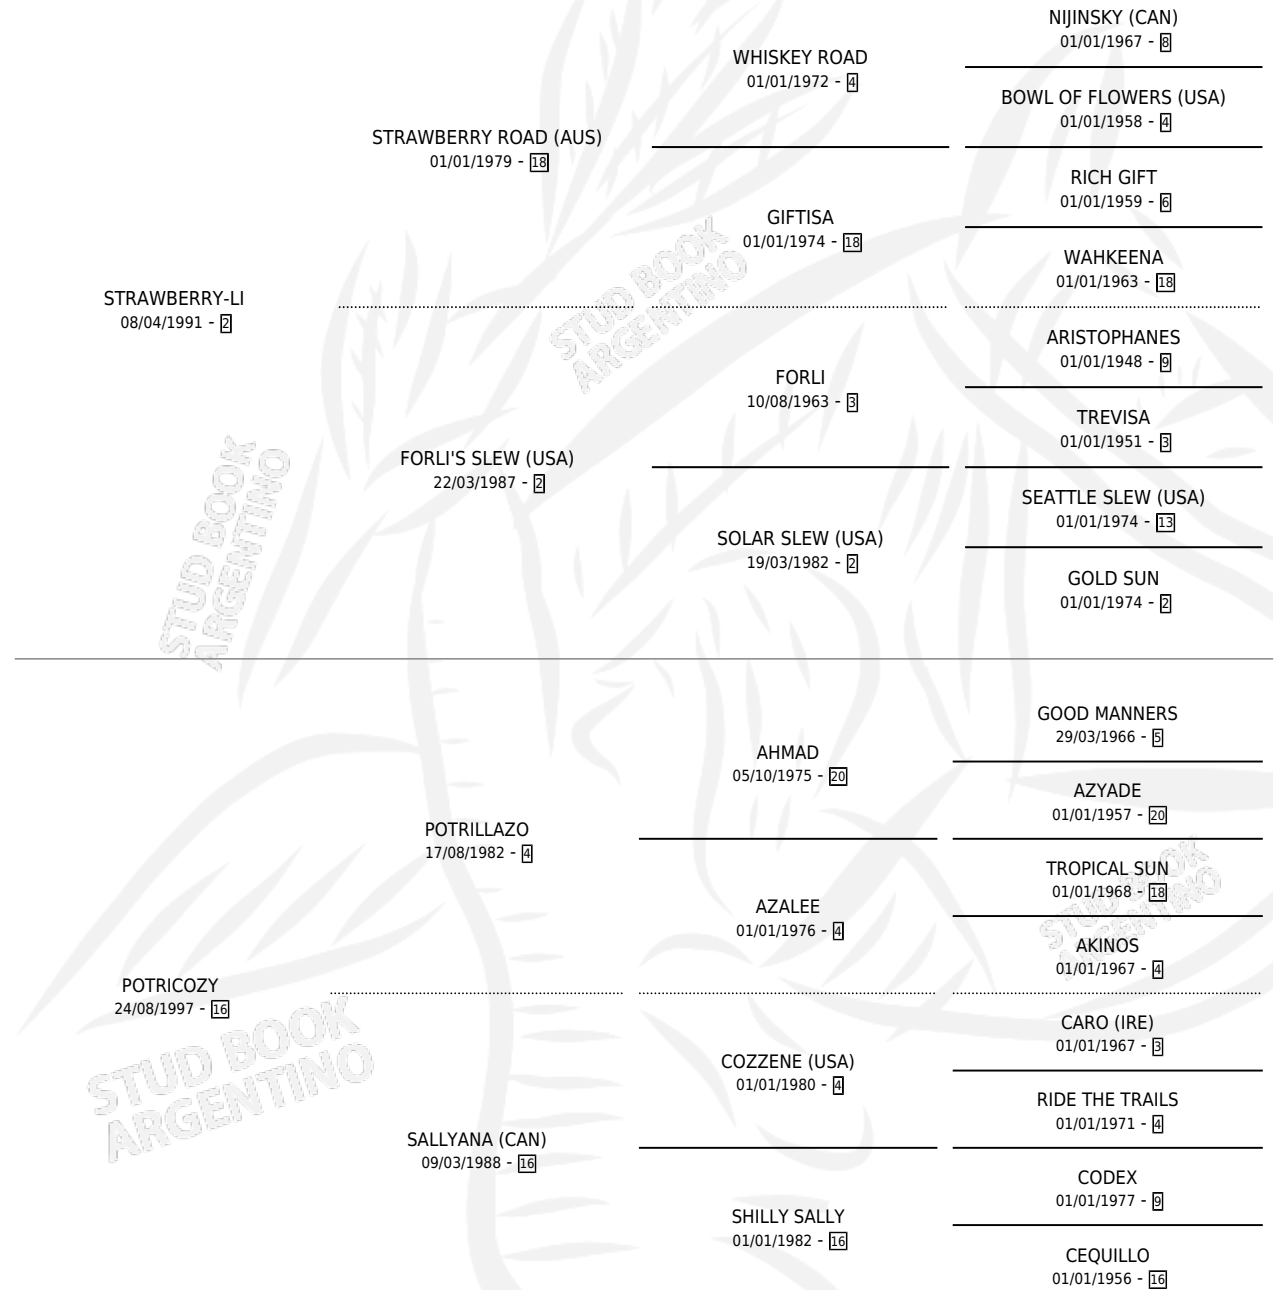 NIJINSKY (CAN)
01/01/1967 - 8
WHISKEY ROAD
01/01/1972 - 4
BOWL OF FLOWERS (USA)
01/01/1958 - 4
STRAWBERRY ROAD (AUS)
01/01/1979 - 18
RICH GIFT
01/01/1959 - 6
GIFTISA
01/01/1974 - 18
WAHKEENA
01/01/1963 - 18
STRAWBERRY-LI
08/04/1991 - 2
ARISTOPHANES
01/01/1948 - 9
FORLI
10/08/1963 - 3
TREVISA
01/01/1951 - 3
FORLI'S SLEW (USA)
22/03/1987 - 2
SEATTLE SLEW (USA)
01/01/1974 - 13
SOLAR SLEW (USA)
19/03/1982 - 2
GOLD SUN
01/01/1974 - 2
GOOD MANNERS
29/03/1966 - 5
AHMAD
05/10/1975 - 20
AZYADE
01/01/1957 - 20
POTRILLAZO
17/08/1982 - 4
TROPICAL SUN
01/01/1968 - 18
AZALEE
01/01/1976 - 4
AKINOS
01/01/1967 - 4
POTRICOZY
24/08/1997 - 16
CARO (IRE)
01/01/1967 - 3
COZZENE (USA)
01/01/1980 - 4
RIDE THE TRAILS
01/01/1971 - 4
SALLYANA (CAN)
09/03/1988 - 16
CODEX
01/01/1977 - 9
SHILLY SALLY
01/01/1982 - 16
CEQUILLO
01/01/1956 - 16
STUD BOOK
ARGENTINO
STUD BOOK
ARGENTINO
STUD BOOK
ARGENTINO
STUD BOOK
ARGENTINO